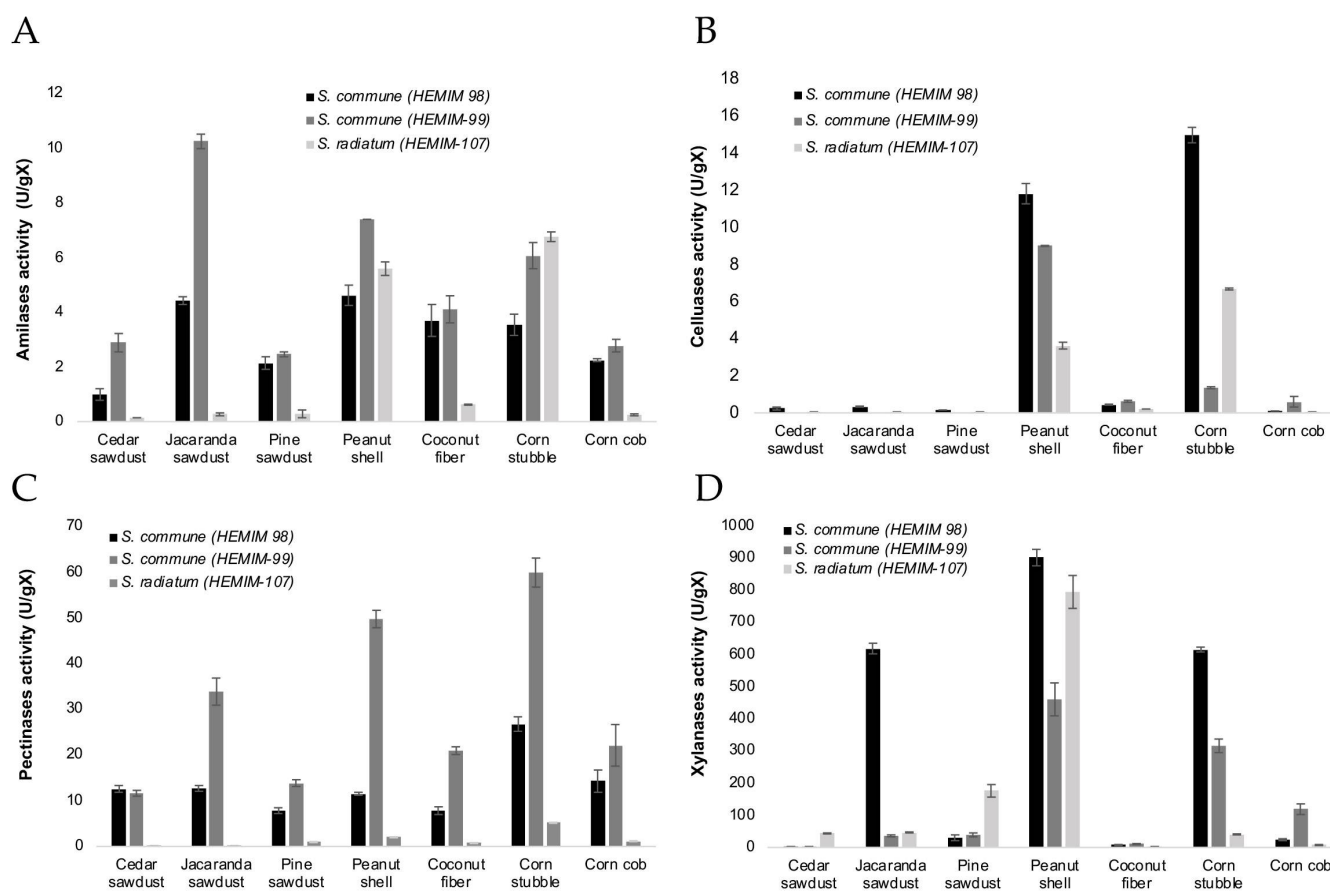 A
Amilases activity (U/gX)
12
10
8
6
4
2
0
S. commune (HEMIM 98)
S. commune (HEMIM-99)
S. radiatum (HEMIM-107)
Cedar sawdust
Jacaranda sawdust
Pine sawdust
Peanut shell
Coconut fiber
Corn stubble
Corn cob
B
Celluases activity (U/gX)
18
16
14
12
10
8
6
4
2
0
S. commune (HEMIM 98)
S. commune (HEMIM-99)
S. radiatum (HEMIM-107)
Cedar sawdust
Jacaranda sawdust
Pine sawdust
Peanut shell
Coconut fiber
Corn stubble
Corn cob
C
Pectinases activity (U/gX)
70
60
50
40
30
20
10
0
S. commune (HEMIM 98)
S. commune (HEMIM-99)
S. radiatum (HEMIM-107)
Cedar sawdust
Jacaranda sawdust
Pine sawdust
Peanut shell
Coconut fiber
Corn stubble
Corn cob
D
Xylanases activity (U/gX)
1000
900
800
700
600
500
400
300
200
100
0
S. commune (HEMIM 98)
S. commune (HEMIM-99)
S. radiatum (HEMIM-107)
Cedar sawdust
Jacaranda sawdust
Pine sawdust
Peanut shell
Coconut fiber
Corn stubble
Corn cob